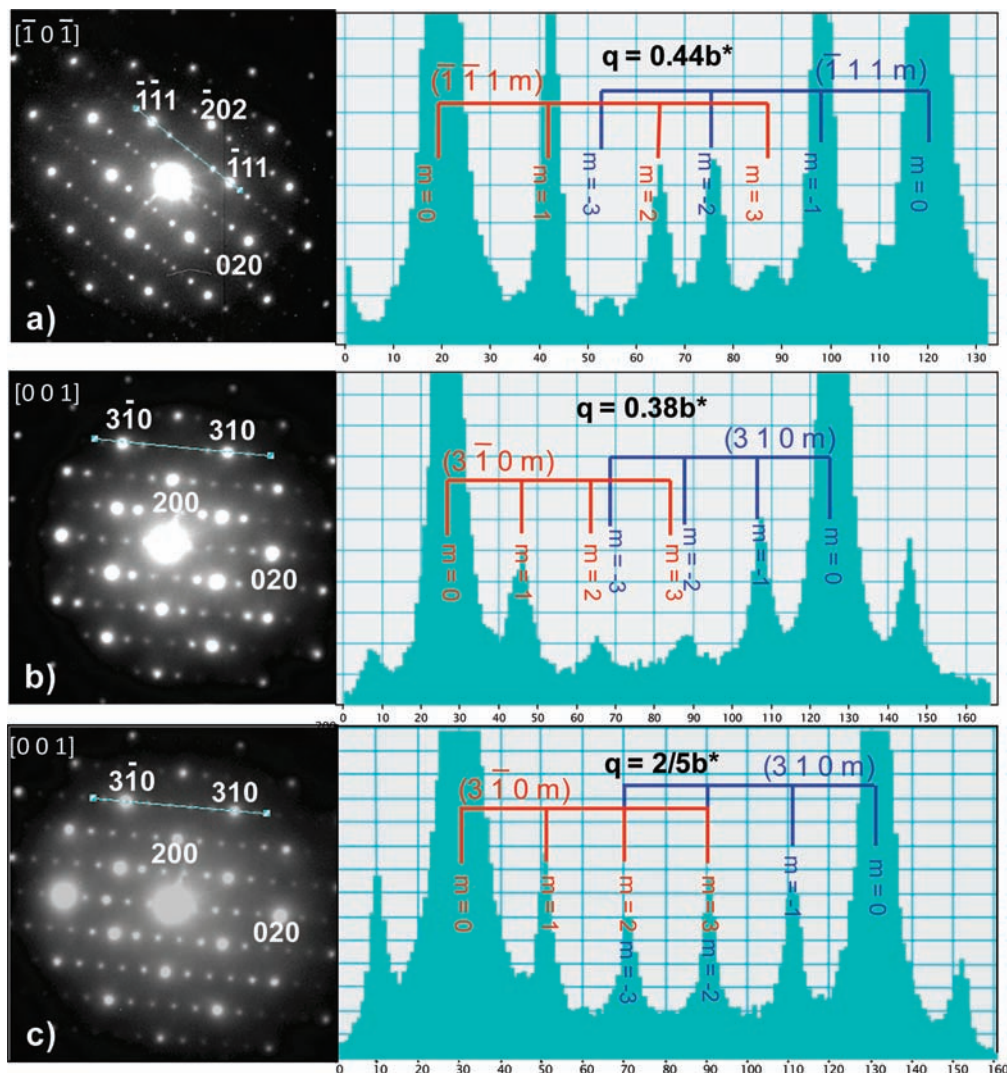 [1̄ 0 1̄]
1̄1̄1
2̄02
1̄11
020
a)
q = 0.44b*
(1̄ 1̄ 1 m)
(1̄ 1 1 m)
m = 0
m = 1
m = -3
m = 2
m = -2
m = 3
m = -1
m = 0
0 10 20 30 40 50 60 70 80 90 100 110 120 130
[0 0 1]
31̄0
310
200
020
b)
q = 0.38b*
(3 1̄ 0 m)
(3 1 0 m)
m = 0
m = 1
m = 2
m = -3
m = 3
m = -2
m = -1
m = 0
0 10 20 30 40 50 60 70 80 90 100 110 120 130 140 150 160
[0 0 1]
31̄0
310
200
020
c)
q = 2/5b*
(3 1̄ 0 m)
(3 1 0 m)
m = 0
m = 1
m = 2
m = -3
m = 3
m = -2
m = -1
m = 0
0 10 20 30 40 50 60 70 80 90 100 110 120 130 140 150 160